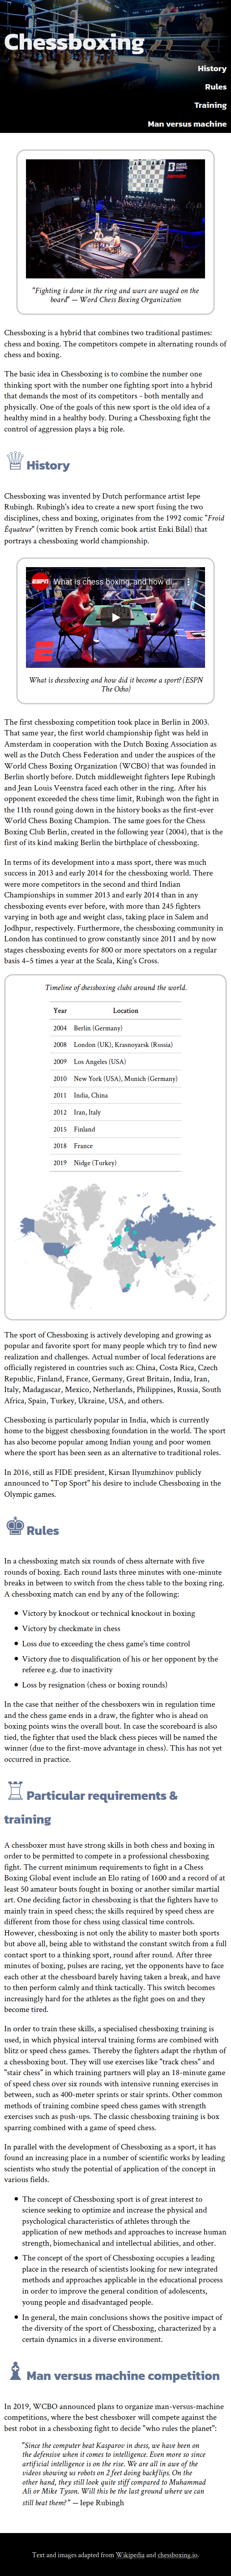 Chessboxing
History
Rules
Training
Man versus machine
"Fighting is done in the ring and wars are waged on the
board" — Word Chess Boxing Organization
Chessboxing is a hybrid that combines two traditional pastimes:
chess and boxing. The competitors compete in alternating rounds of
chess and boxing.
The basic idea in Chessboxing is to combine the number one
thinking sport with the number one fighting sport into a hybrid
that demands the most of its competitors - both mentally and
physically. One of the goals of this new sport is the old idea of a
healthy mind in a healthy body. During a Chessboxing fight the
control of aggression plays a big role.
History
Chessboxing was invented by Dutch performance artist Iepe
Rubingh. Rubingh's idea to create a new sport fusing the two
disciplines, chess and boxing, originates from the 1992 comic "Froid
Équateur" (written by French comic book artist Enki Bilal) that
portrays a chessboxing world championship.
ESPN
What is chess boxing, and how di...
What is chessboxing and how did it become a sport? (ESPN
The Ocho)
The first chessboxing competition took place in Berlin in 2003.
That same year, the first world championship fight was held in
Amsterdam in cooperation with the Dutch Boxing Association as
well as the Dutch Chess Federation and under the auspices of the
World Chess Boxing Organization (WCBO) that was founded in
Berlin shortly before. Dutch middleweight fighters Iepe Rubingh
and Jean Louis Veenstra faced each other in the ring. After his
opponent exceeded the chess time limit, Rubingh won the fight in
the 11th round going down in the history books as the first-ever
World Chess Boxing Champion. The same goes for the Chess
Boxing Club Berlin, created in the following year (2004), that is the
first of its kind making Berlin the birthplace of chessboxing.
In terms of its development into a mass sport, there was much
success in 2013 and early 2014 for the chessboxing world. There
were more competitors in the second and third Indian
Championships in summer 2013 and early 2014 than in any
chessboxing events ever before, with more than 245 fighters
varying in both age and weight class, taking place in Salem and
Jodhpur, respectively. Furthermore, the chessboxing community in
London has continued to grow constantly since 2011 and by now
stages chessboxing events for 800 or more spectators on a regular
basis 4–5 times a year at the Scala, King's Cross.
Timeline of chessboxing clubs around the world.
Year Location
2004 Berlin (Germany)
2008 London (UK), Krasnoyarsk (Russia)
2009 Los Angeles (USA)
2010 New York (USA), Munich (Germany)
2011 India, China
2012 Iran, Italy
2015 Finland
2018 France
2019 Nidge (Turkey)
The sport of Chessboxing is actively developing and growing as
popular and favorite sport for many people which try to find new
realization and challenges. Actual number of local federations are
officially registered in countries such as: China, Costa Rica, Czech
Republic, Finland, France, Germany, Great Britain, India, Iran,
Italy, Madagascar, Mexico, Netherlands, Philippines, Russia, South
Africa, Spain, Turkey, Ukraine, USA, and others.
Chessboxing is particularly popular in India, which is currently
home to the biggest chessboxing foundation in the world. The sport
has also become popular among Indian young and poor women
where the sport has been seen as an alternative to traditional roles.
In 2016, still as FIDE president, Kirsan Ilyumzhinov publicly
announced to "Top Sport" his desire to include Chessboxing in the
Olympic games.
Rules
In a chessboxing match six rounds of chess alternate with five
rounds of boxing. Each round lasts three minutes with one-minute
breaks in between to switch from the chess table to the boxing ring.
A chessboxing match can end by any of the following:
Victory by knockout or technical knockout in boxing
Victory by checkmate in chess
Loss due to exceeding the chess game's time control
Victory due to disqualification of his or her opponent by the
referee e.g. due to inactivity
Loss by resignation (chess or boxing rounds)
In the case that neither of the chessboxers win in regulation time
and the chess game ends in a draw, the fighter who is ahead on
boxing points wins the overall bout. In case the scoreboard is also
tied, the fighter that used the black chess pieces will be named the
winner (due to the first-move advantage in chess). This has not yet
occurred in practice.
Particular requirements &
training
A chessboxer must have strong skills in both chess and boxing in
order to be permitted to compete in a professional chessboxing
fight. The current minimum requirements to fight in a Chess
Boxing Global event include an Elo rating of 1600 and a record of at
least 50 amateur bouts fought in boxing or another similar martial
art. One deciding factor in chessboxing is that the fighters have to
mainly train in speed chess; the skills required by speed chess are
different from those for chess using classical time controls.
However, chessboxing is not only the ability to master both sports
but above all, being able to withstand the constant switch from a full
contact sport to a thinking sport, round after round. After three
minutes of boxing, pulses are racing, yet the opponents have to face
each other at the chessboard barely having taken a break, and have
to then perform calmly and think tactically. This switch becomes
increasingly hard for the athletes as the fight goes on and they
become tired.
In order to train these skills, a specialised chessboxing training is
used, in which physical interval training forms are combined with
blitz or speed chess games. Thereby the fighters adapt the rhythm of
a chessboxing bout. They will use exercises like "track chess" and
"stair chess" in which training partners will play an 18-minute game
of speed chess over six rounds with intensive running exercises in
between, such as 400-meter sprints or stair sprints. Other common
methods of training combine speed chess games with strength
exercises such as push-ups. The classic chessboxing training is box
sparring combined with a game of speed chess.
In parallel with the development of Chessboxing as a sport, it has
found an increasing place in a number of scientific works by leading
scientists who study the potential of application of the concept in
various fields.
The concept of Chessboxing sport is of great interest to
science seeking to optimize and increase the physical and
psychological characteristics of athletes through the
application of new methods and approaches to increase human
strength, biomechanical and intellectual abilities, and other.
The concept of the sport of Chessboxing occupies a leading
place in the research of scientists looking for new integrated
methods and approaches applicable in the educational process
in order to improve the general condition of adolescents,
young people and disadvantaged people.
In general, the main conclusions shows the positive impact of
the diversity of the sport of Chessboxing, characterized by a
certain dynamics in a diverse environment.
Man versus machine competition
In 2019, WCBO announced plans to organize man-versus-machine
competitions, where the best chessboxer will compete against the
best robot in a chessboxing fight to decide "who rules the planet":
"Since the computer beat Kasparov in chess, we have been on
the defensive when it comes to intelligence. Even more so since
artificial intelligence is on the rise. We are all in awe of the
videos showing us robots on 2 feet doing backflips. On the
other hand, they still look quite stiff compared to Muhammad
Ali or Mike Tyson. Will this be the last ground where we can
still beat them?" — Iepe Rubingh
Text and images adapted from Wikipedia and chessboxing.io.